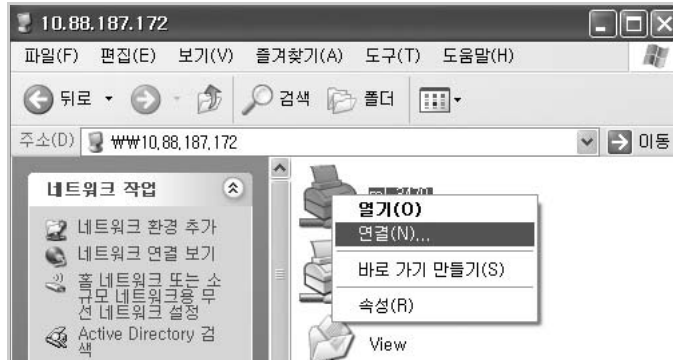 10.88.187.172
파일(F) 편집(E) 보기(V) 즐겨찾기(A) 도구(T) 도움말(H)
뒤로 검색 폴더
주소(D) ₩₩10.88.187.172 이동
네트워크 작업
네트워크 환경 추가
네트워크 연결 보기
홈 네트워크 또는 소
규모 네트워크용 무
선 네트워크 설정
Active Directory 검
색
열기(O)
연결(N)...
바로 가기 만들기(S)
속성(R)
View